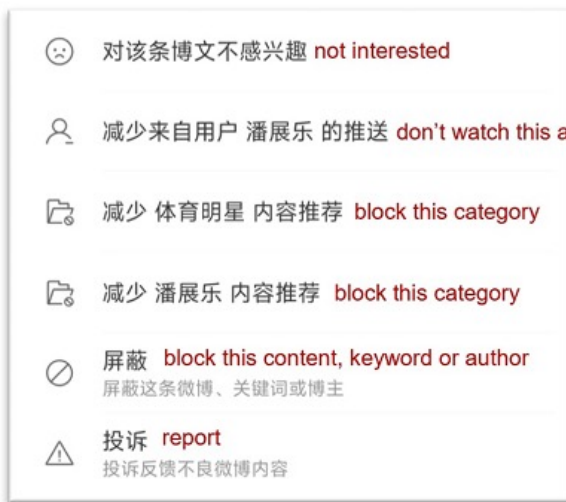 对该条博文不感兴趣 not interested
减少来自用户 潘展乐 的推送 don't watch this a
减少 体育明星 内容推荐 block this category
减少 潘展乐 内容推荐 block this category
屏蔽 block this content, keyword or author
屏蔽这条微博、关键词或博主
投诉 report
投诉反馈不良微博内容